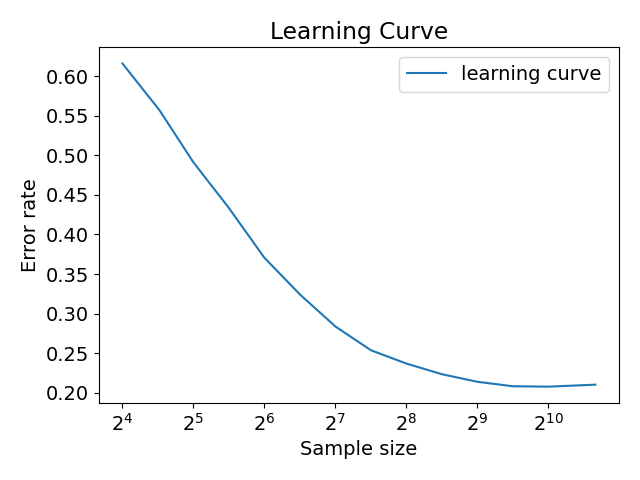 Learning Curve
learning curve
Error rate
0.60
0.55
0.50
0.45
0.40
0.35
0.30
0.25
0.20
2⁴ 2⁵ 2⁶ 2⁷ 2⁸ 2⁹ 2¹⁰
Sample size